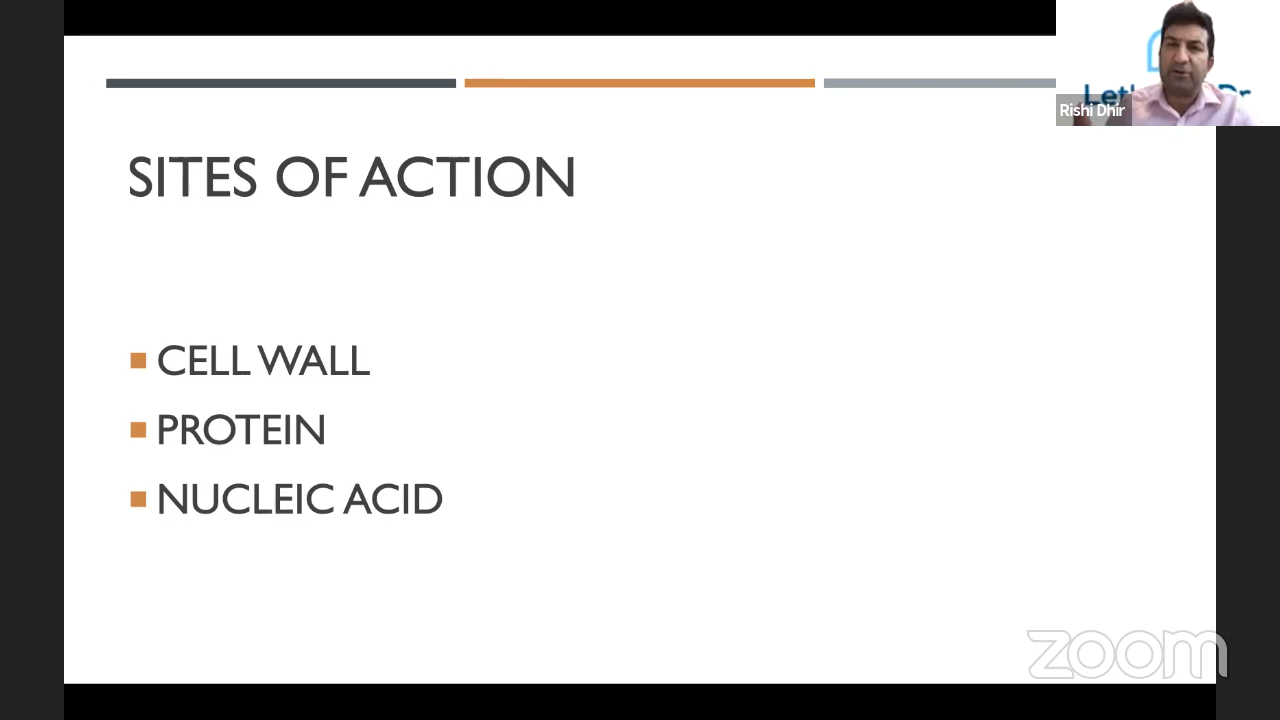 Rishi Dhir
SITES OF ACTION
CELL WALL
PROTEIN
NUCLEIC ACID
zoom